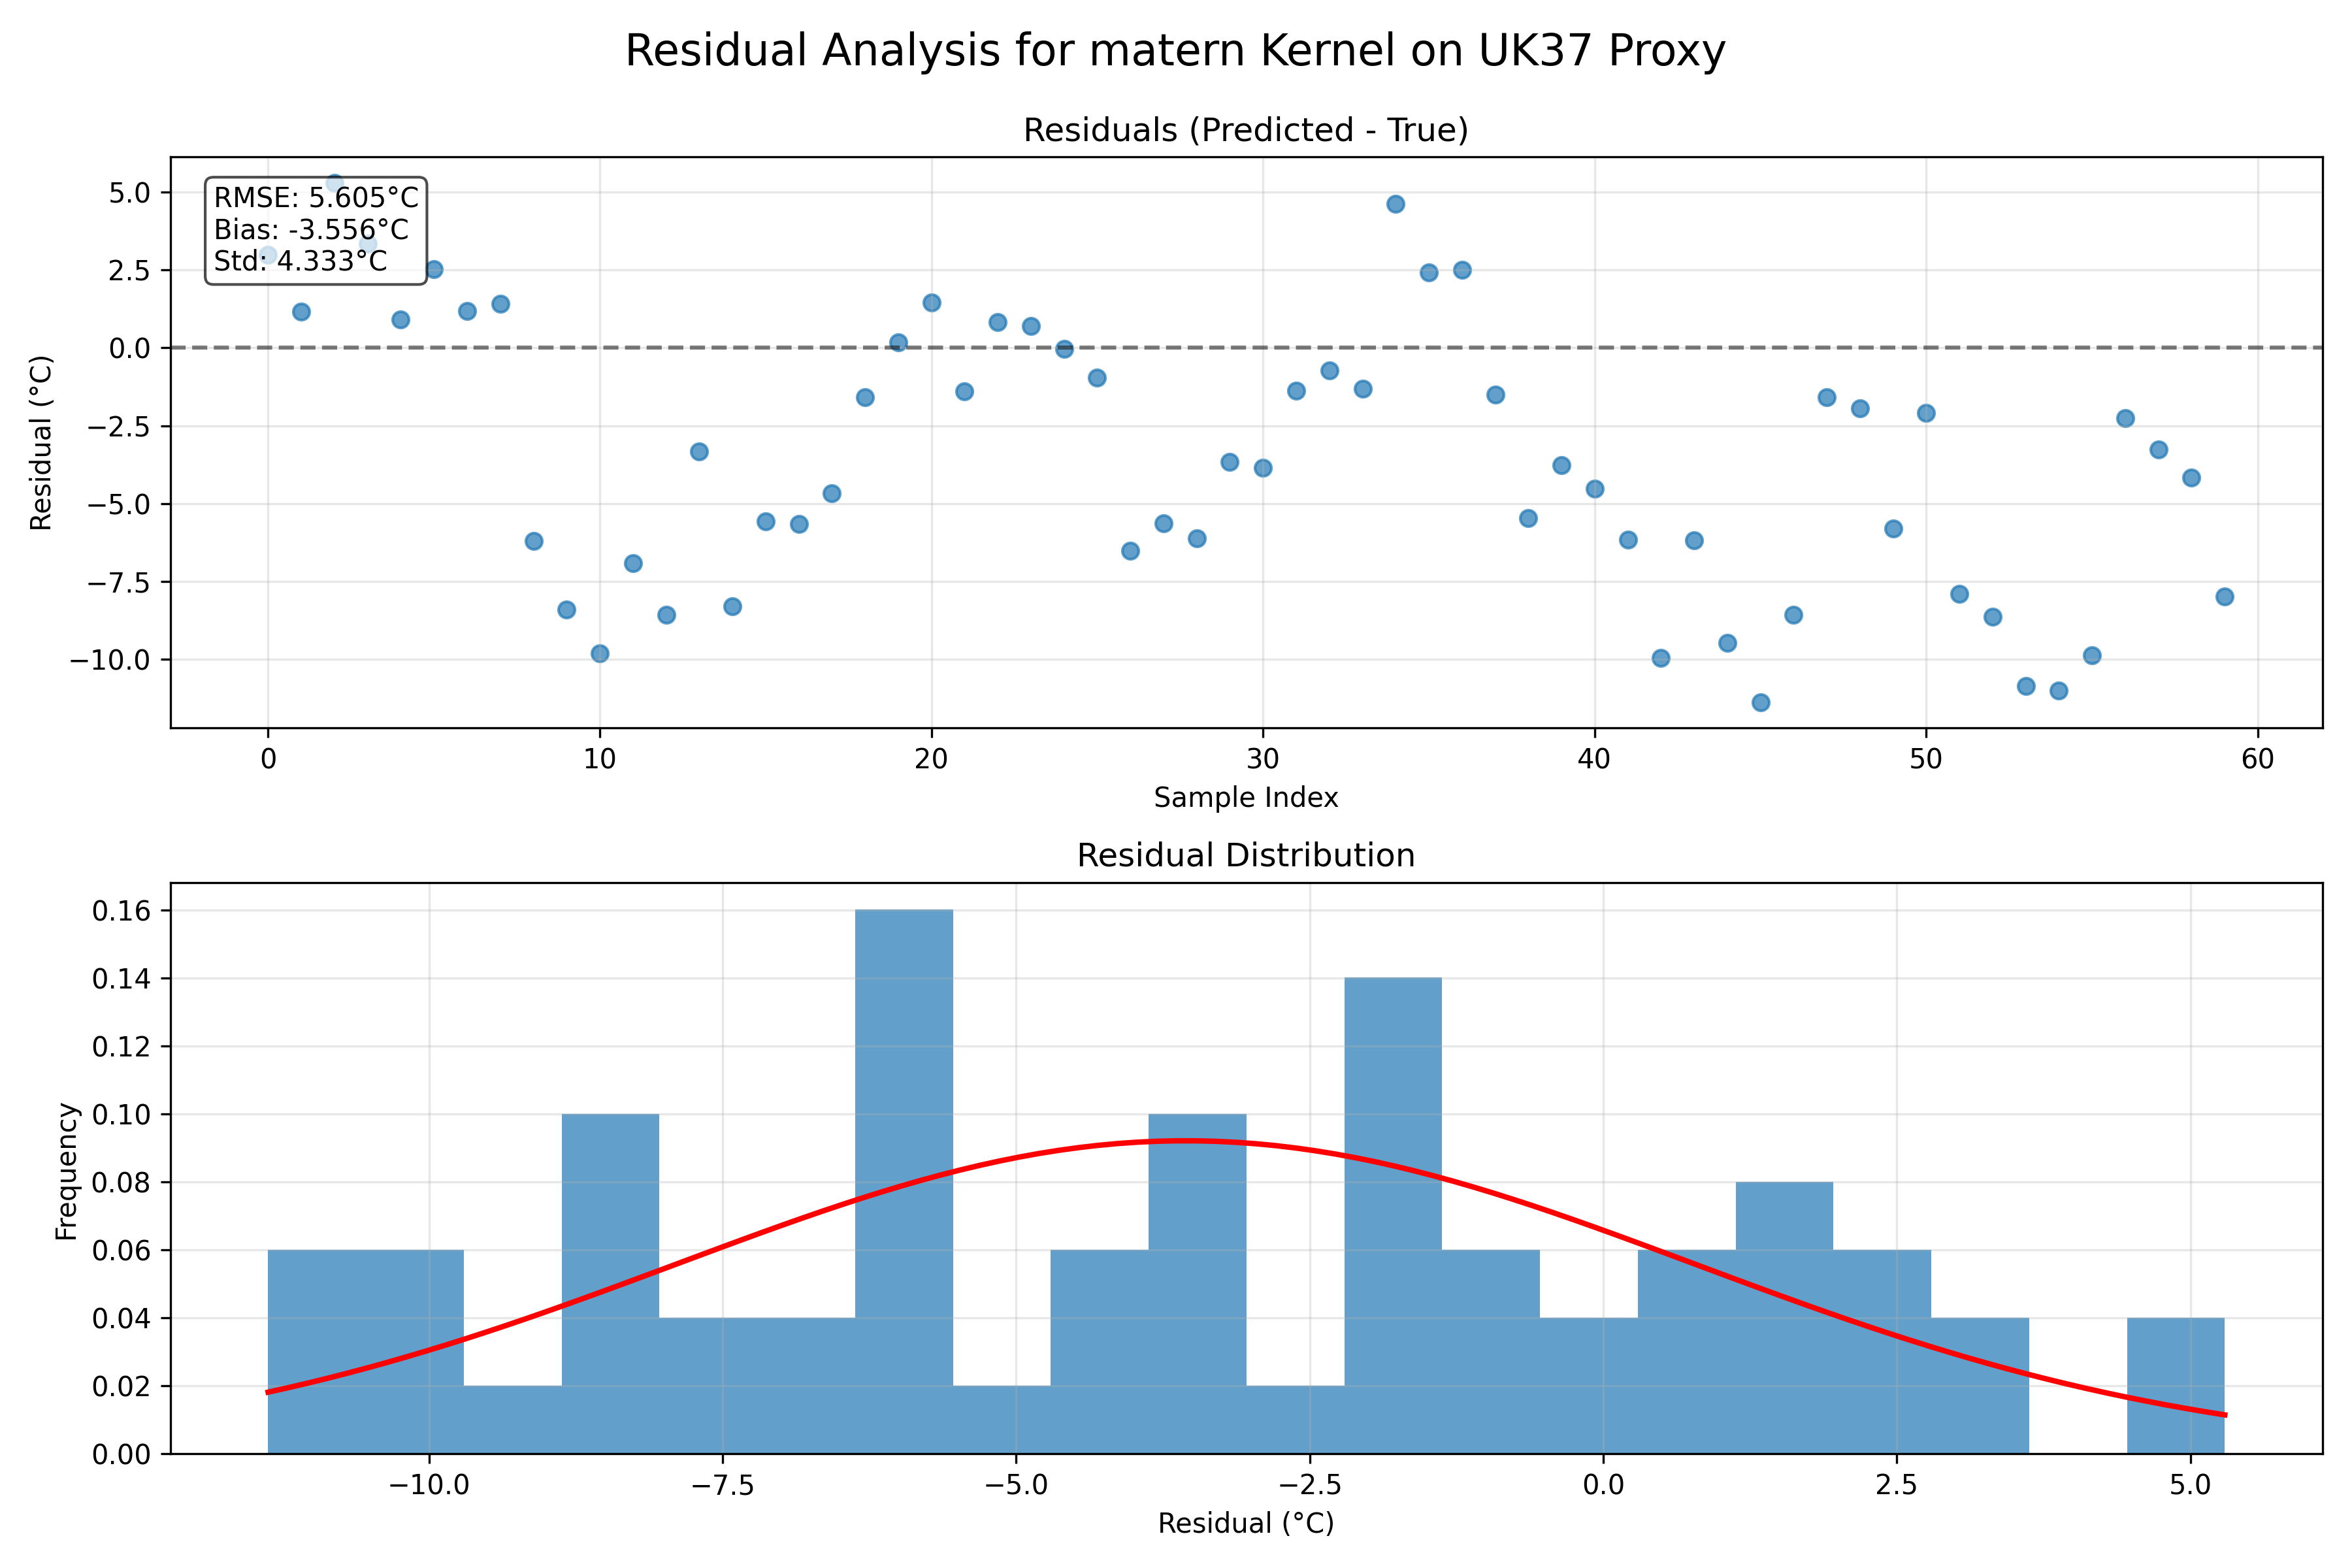 Residual Analysis for matern Kernel on UK37 Proxy
Residuals (Predicted - True)
RMSE: 5.605°C
Bias: -3.556°C
Std: 4.333°C
Residual (°C)
5.0
2.5
0.0
−2.5
−5.0
−7.5
−10.0
0 10 20 30 40 50 60
Sample Index
Residual Distribution
Frequency
0.16
0.14
0.12
0.10
0.08
0.06
0.04
0.02
0.00
−10.0 −7.5 −5.0 −2.5 0.0 2.5 5.0
Residual (°C)